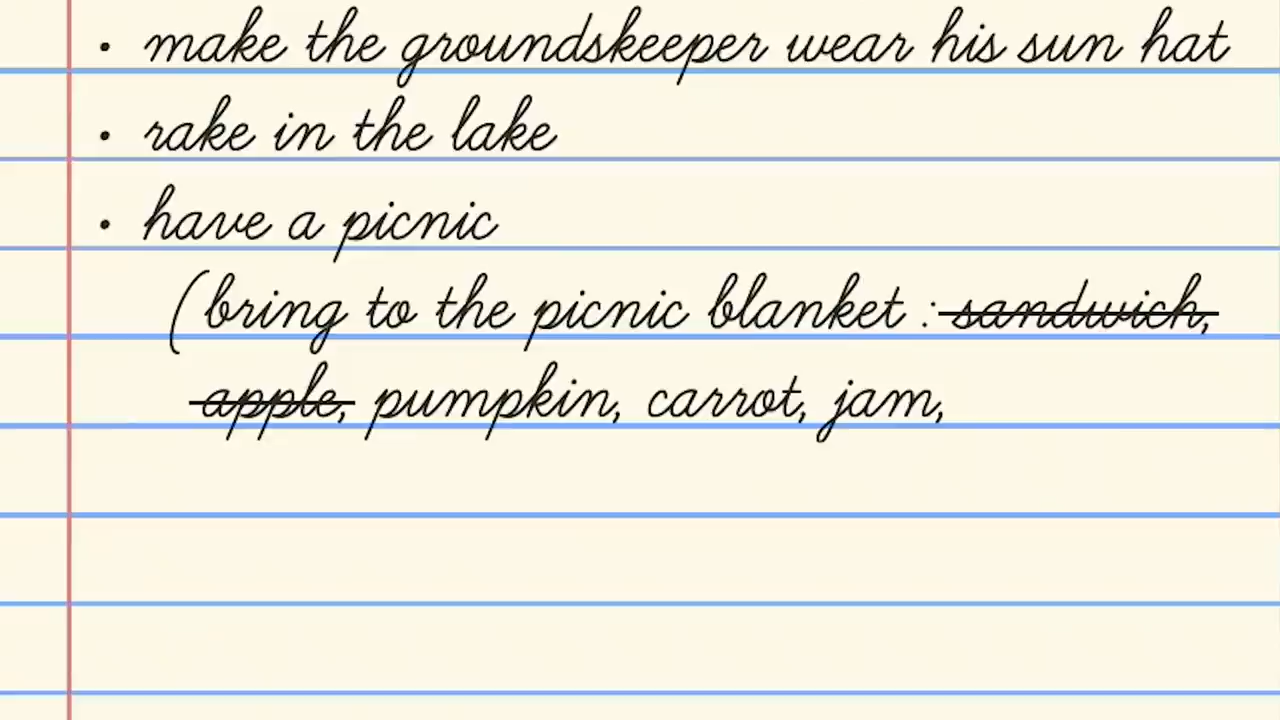 • make the groundskeeper wear his sun hat
• rake in the lake
• have a picnic
(bring to the picnic blanket : sandwich,
apple, pumpkin, carrot, jam,